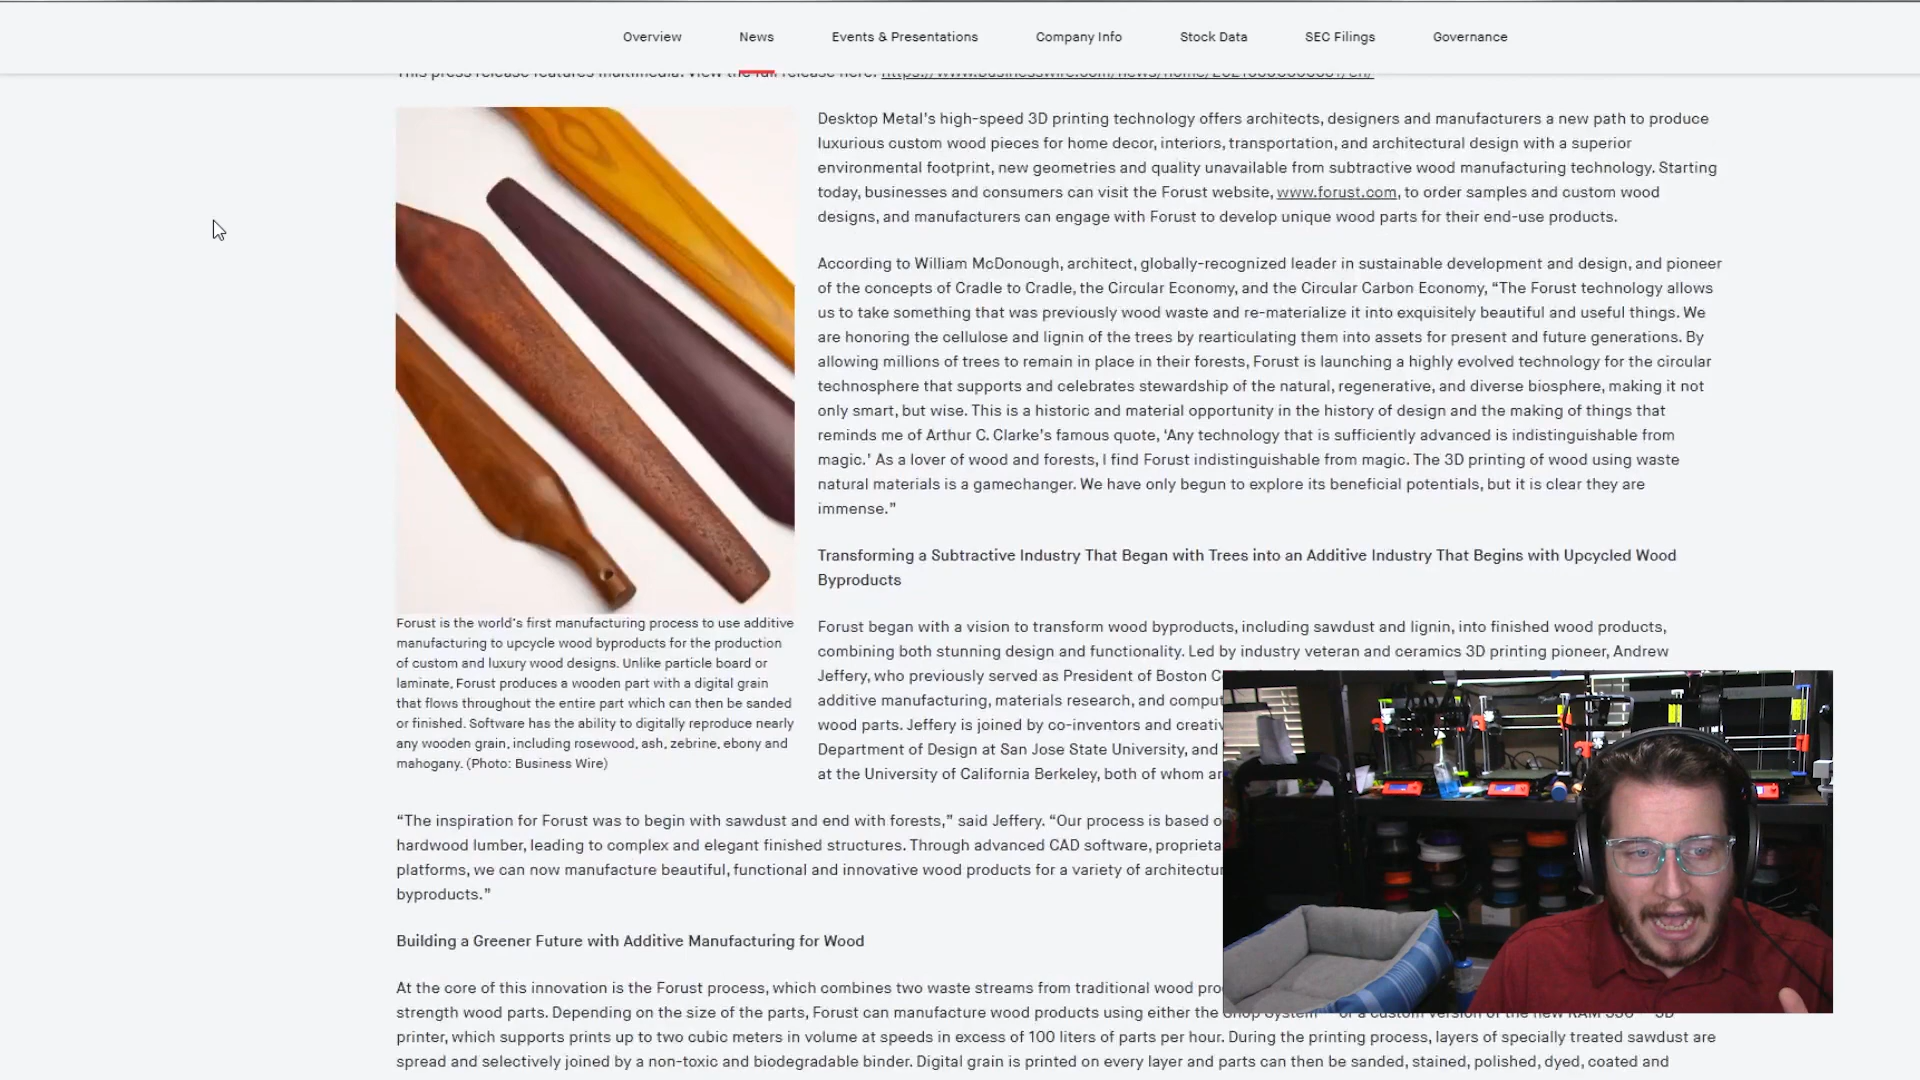 Overview News Events & Presentations Company Info Stock Data SEC Filings Governance
This press release features multimedia. View the full release here:
Desktop Metal's high-speed 3D printing technology offers architects, designers and manufacturers a new path to produce
luxurious custom wood pieces for home decor, interiors, transportation, and architectural design with a superior
environmental footprint, new geometries and quality unavailable from subtractive wood manufacturing technology. Starting
today, businesses and consumers can visit the Forust website, www.forust.com, to order samples and custom wood
designs, and manufacturers can engage with Forust to develop unique wood parts for their end-use products.
According to William McDonough, architect, globally-recognized leader in sustainable development and design, and pioneer
of the concepts of Cradle to Cradle, the Circular Economy, and the Circular Carbon Economy, “The Forust technology allows
us to take something that was previously wood waste and re-materialize it into exquisitely beautiful and useful things. We
are honoring the cellulose and lignin of the trees by rearticulating them into assets for present and future generations. By
allowing millions of trees to remain in place in their forests, Forust is launching a highly evolved technology for the circular
technosphere that supports and celebrates stewardship of the natural, regenerative, and diverse biosphere, making it not
only smart, but wise. This is a historic and material opportunity in the history of design and the making of things that
reminds me of Arthur C. Clarke's famous quote, ‘Any technology that is sufficiently advanced is indistinguishable from
magic.’ As a lover of wood and forests, I find Forust indistinguishable from magic. The 3D printing of wood using waste
natural materials is a gamechanger. We have only begun to explore its beneficial potentials, but it is clear they are
immense.”
Transforming a Subtractive Industry That Began with Trees into an Additive Industry That Begins with Upcycled Wood
Byproducts
Forust began with a vision to transform wood byproducts, including sawdust and lignin, into finished wood products,
combining both stunning design and functionality. Led by industry veteran and ceramics 3D printing pioneer, Andrew
Jeffery, who previously served as President of Boston C
additive manufacturing, materials research, and comput
wood parts. Jeffery is joined by co-inventors and creativ
Department of Design at San Jose State University, and
at the University of California Berkeley, both of whom ar
Forust is the world's first manufacturing process to use additive
manufacturing to upcycle wood byproducts for the production
of custom and luxury wood designs. Unlike particle board or
laminate, Forust produces a wooden part with a digital grain
that flows throughout the entire part which can then be sanded
or finished. Software has the ability to digitally reproduce nearly
any wooden grain, including rosewood, ash, zebrine, ebony and
mahogany. (Photo: Business Wire)
“The inspiration for Forust was to begin with sawdust and end with forests,” said Jeffery. “Our process is based o
hardwood lumber, leading to complex and elegant finished structures. Through advanced CAD software, proprieta
platforms, we can now manufacture beautiful, functional and innovative wood products for a variety of architectur
byproducts.”
Building a Greener Future with Additive Manufacturing for Wood
At the core of this innovation is the Forust process, which combines two waste streams from traditional wood pro
strength wood parts. Depending on the size of the parts, Forust can manufacture wood products using either the
printer, which supports prints up to two cubic meters in volume at speeds in excess of 100 liters of parts per hour. During the printing process, layers of specially treated sawdust are
spread and selectively joined by a non-toxic and biodegradable binder. Digital grain is printed on every layer and parts can then be sanded, stained, polished, dyed, coated and